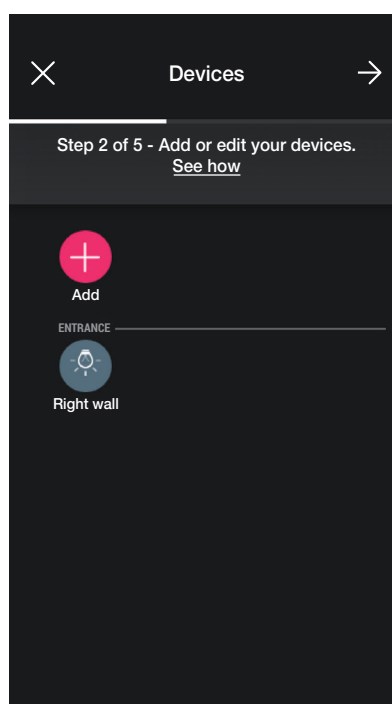 Devices
Step 2 of 5 - Add or edit your devices.
See how
Add
ENTRANCE
Right wall